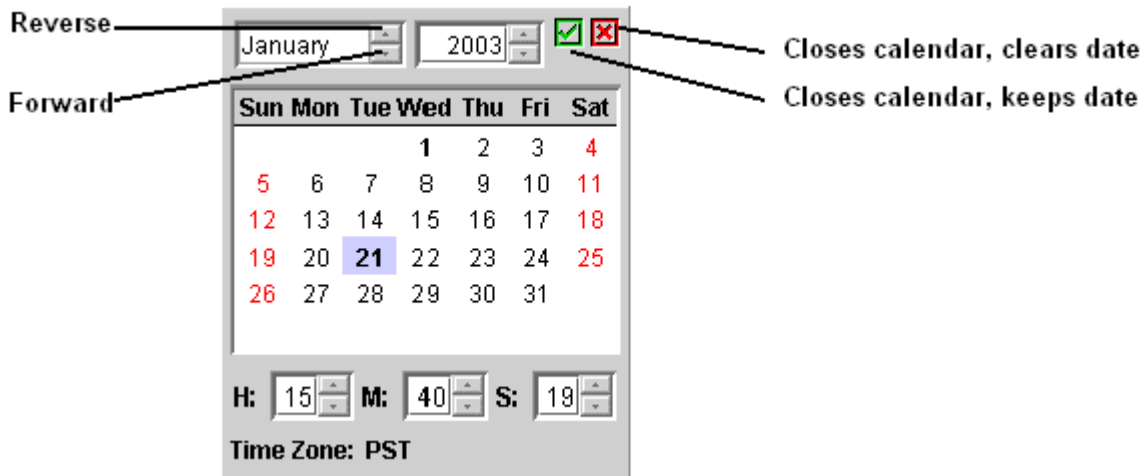 Reverse
January 2003
Closes calendar, clears date
Forward
Closes calendar, keeps date
Sun Mon Tue Wed Thu Fri Sat
1 2 3 4
5 6 7 8 9 10 11
12 13 14 15 16 17 18
19 20 21 22 23 24 25
26 27 28 29 30 31
H: 15 M: 40 S: 19
Time Zone: PST